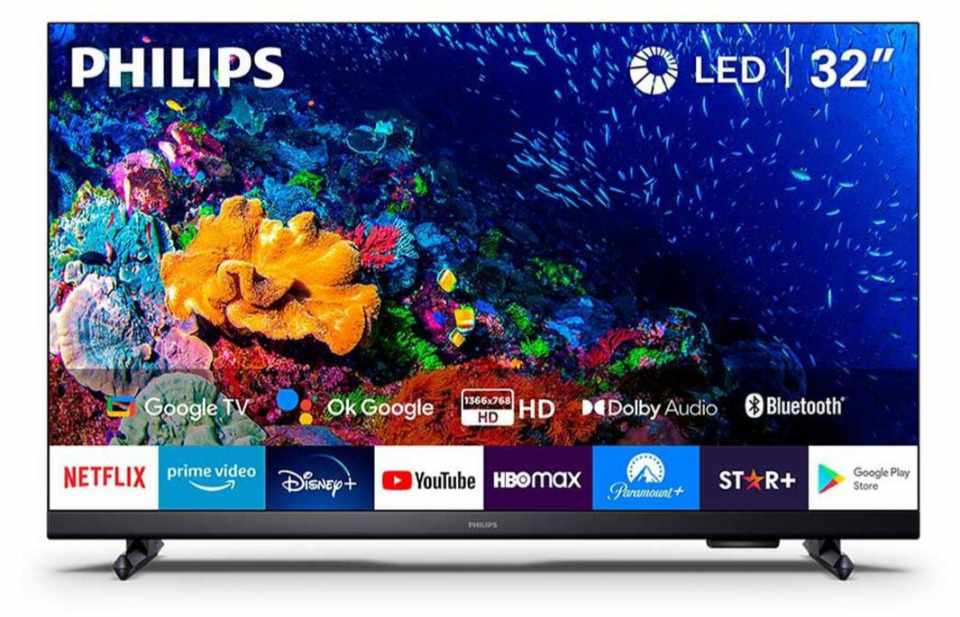 PHILIPS
LED | 32"
Google TV
Ok Google
1366x768
HD
HD
Dolby Audio
Bluetooth
NETFLIX
prime video
Disney+
YouTube
HBOMAX
Paramount+
ST★R+
Google Play
Store
PHILIPS